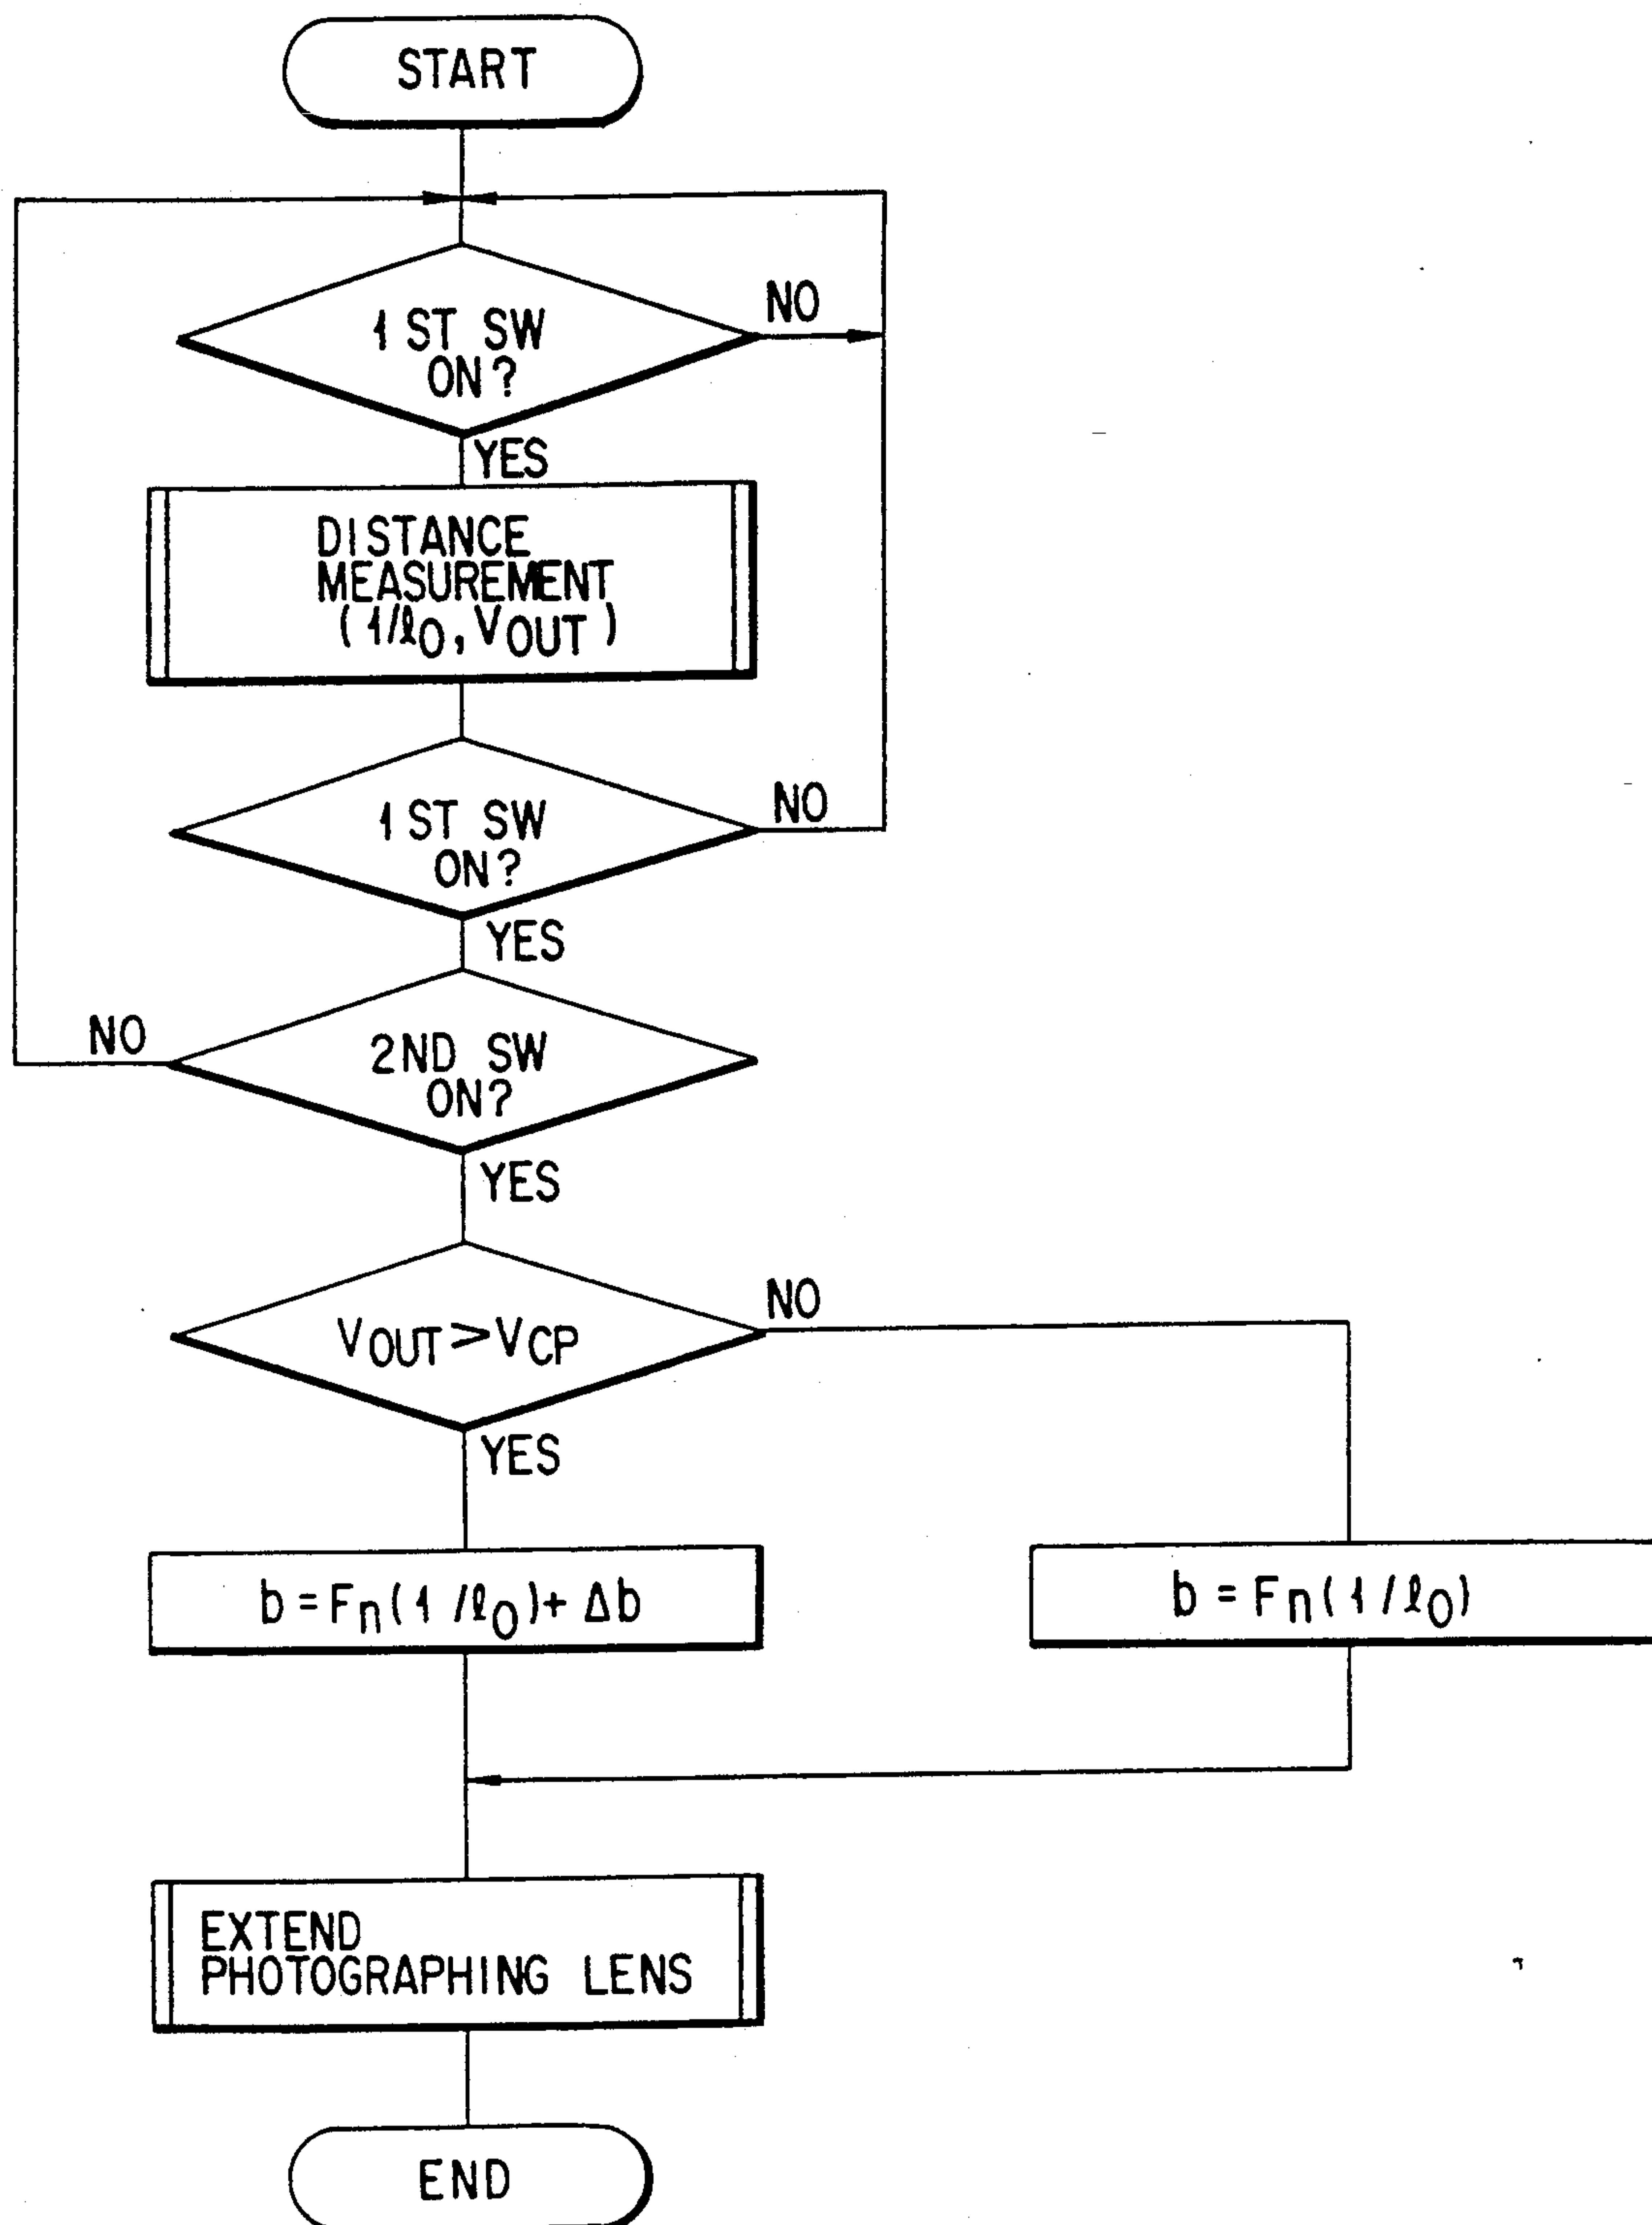 START
1 ST SW
ON?
NO
YES
DISTANCE
MEASUREMENT
(1/ℓ0, VOUT)
1 ST SW
ON?
NO
YES
2ND SW
ON?
NO
YES
VOUT > VCP
NO
YES
b = Fn(1/ℓ0) + Δb
b = Fn(1/ℓ0)
EXTEND
PHOTOGRAPHING LENS
END